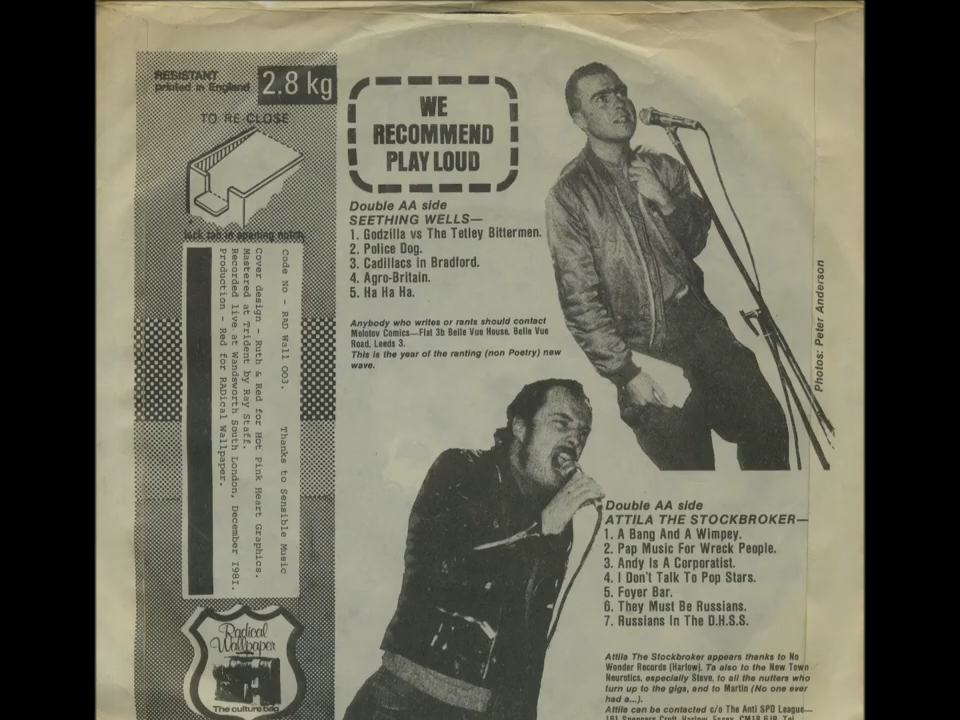 RESISTANT
printed in England
2.8 kg
TO RE-CLOSE
lock tab in opening notch
Code No - RAD Wall 003. Thanks to Sensible Music
Cover design - Ruth & Red for Hot Pink Heart Graphics.
Mastered at Trident by Ray Staff.
Recorded live at Wandsworth South London, December 1981.
Production - Red for RADical Wallpaper.
Radical
Wallpaper
The culture bag
WE
RECOMMEND
PLAY LOUD
Double AA side
SEETHING WELLS—
1. Godzilla vs The Tetley Bittermen.
2. Police Dog.
3. Cadillacs in Bradford.
4. Agro-Britain.
5. Ha Ha Ha.
Anybody who writes or rants should contact
Molotov Comics—Flat 3b Belle Vue House, Belle Vue
Road, Leeds 3.
This is the year of the ranting (non Poetry) new
wave.
Photos: Peter Anderson
Double AA side
ATTILA THE STOCKBROKER—
1. A Bang And A Wimpey.
2. Pap Music For Wreck People.
3. Andy Is A Corporatist.
4. I Don't Talk To Pop Stars.
5. Foyer Bar.
6. They Must Be Russians.
7. Russians In The D.H.S.S.
Attila The Stockbroker appears thanks to No
Wonder Records (Harlow). Ta also to the New Town
Neurotics, especially Steve, to all the nutters who
turn up to the gigs, and to Martin (No one ever
had a...).
Attila can be contacted c/o The Anti SPD League—